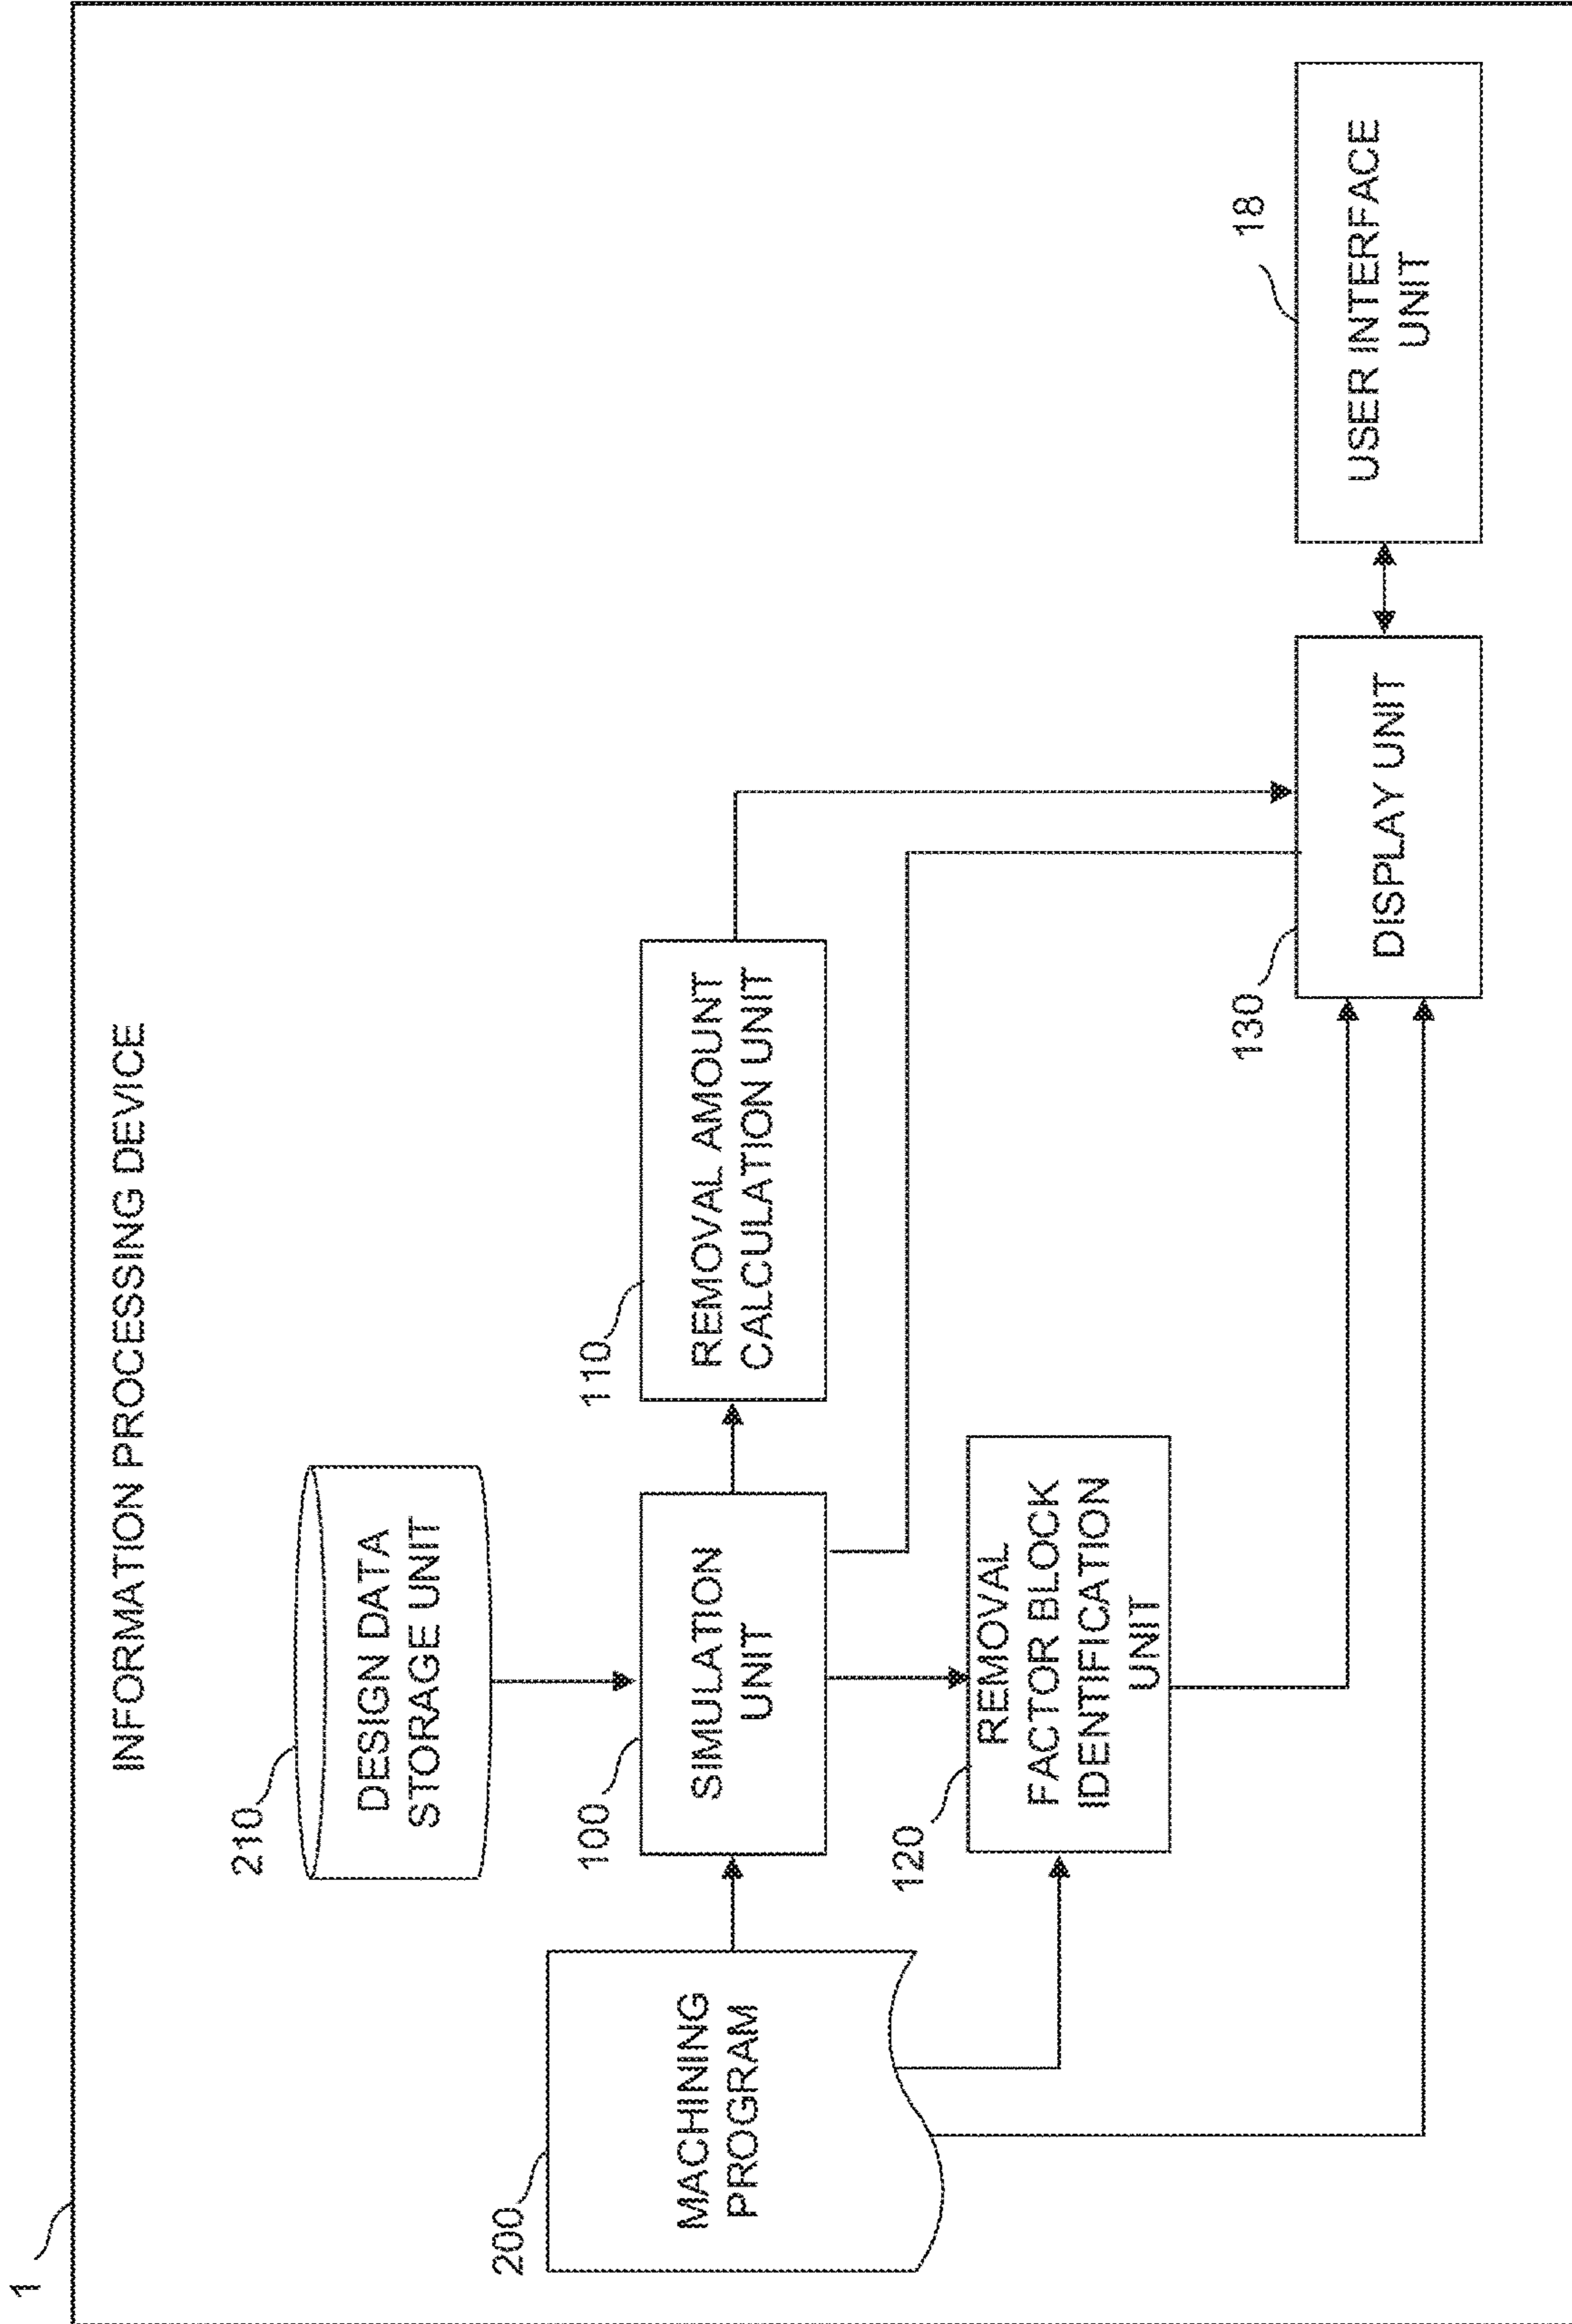 1
INFORMATION PROCESSING DEVICE
210
DESIGN DATA
STORAGE UNIT
200
MACHINING
PROGRAM
100
SIMULATION
UNIT
110
REMOVAL AMOUNT
CALCULATION UNIT
120
REMOVAL
FACTOR BLOCK
IDENTIFICATION
UNIT
130
DISPLAY UNIT
18
USER INTERFACE
UNIT